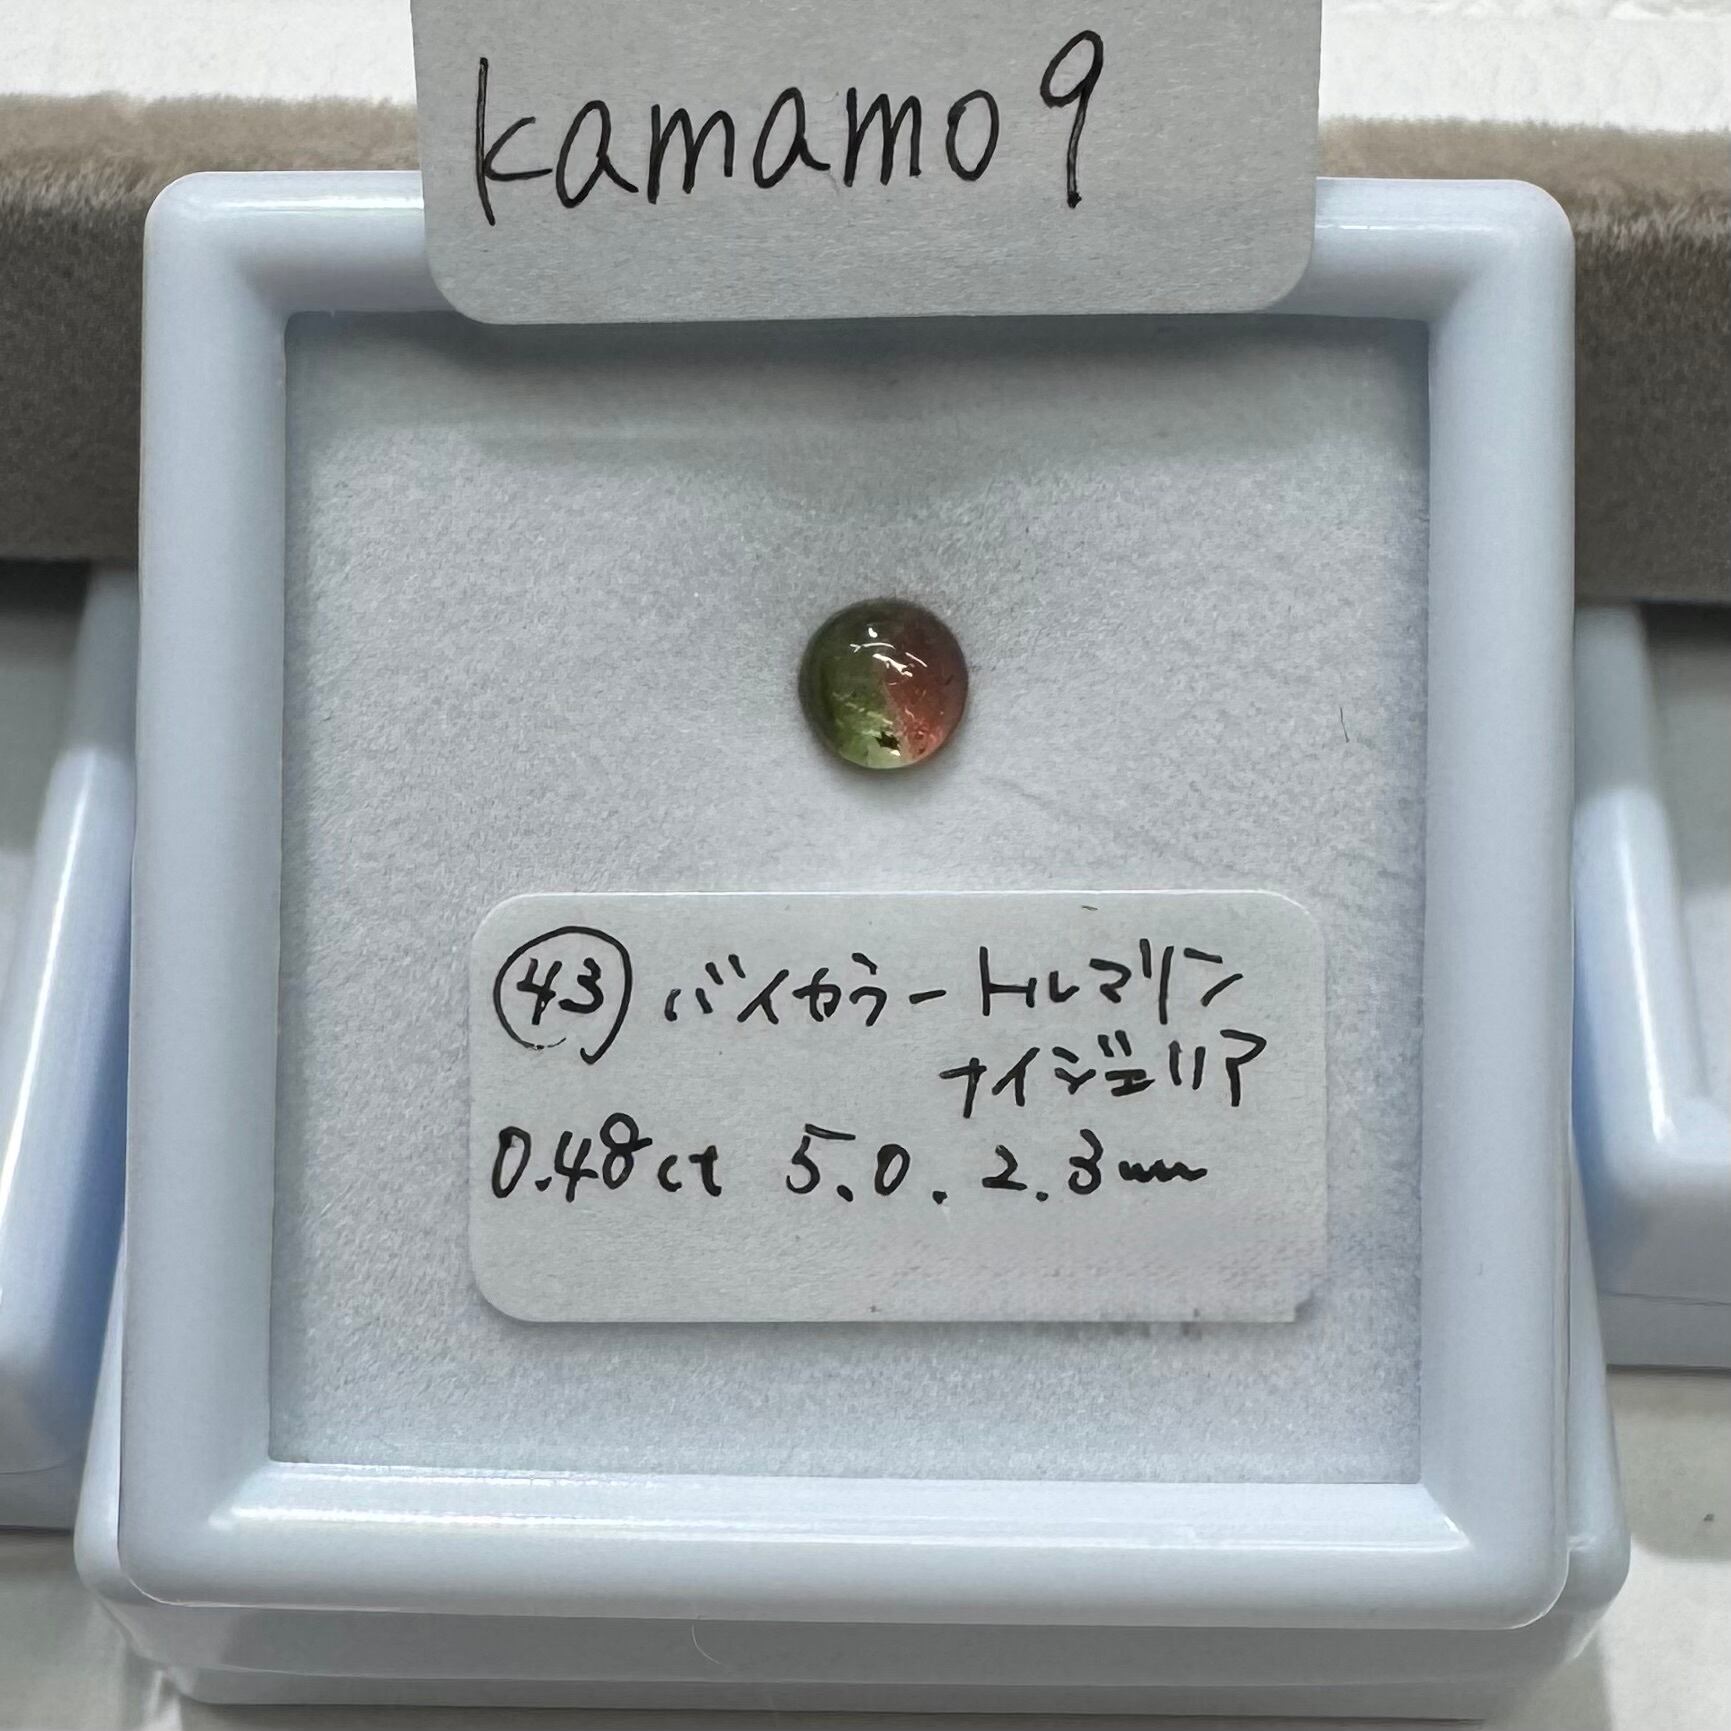 kamamo9
㊸ バイカラートルマリン
ナイジェリア
0.48ct 5.0.2.3mm